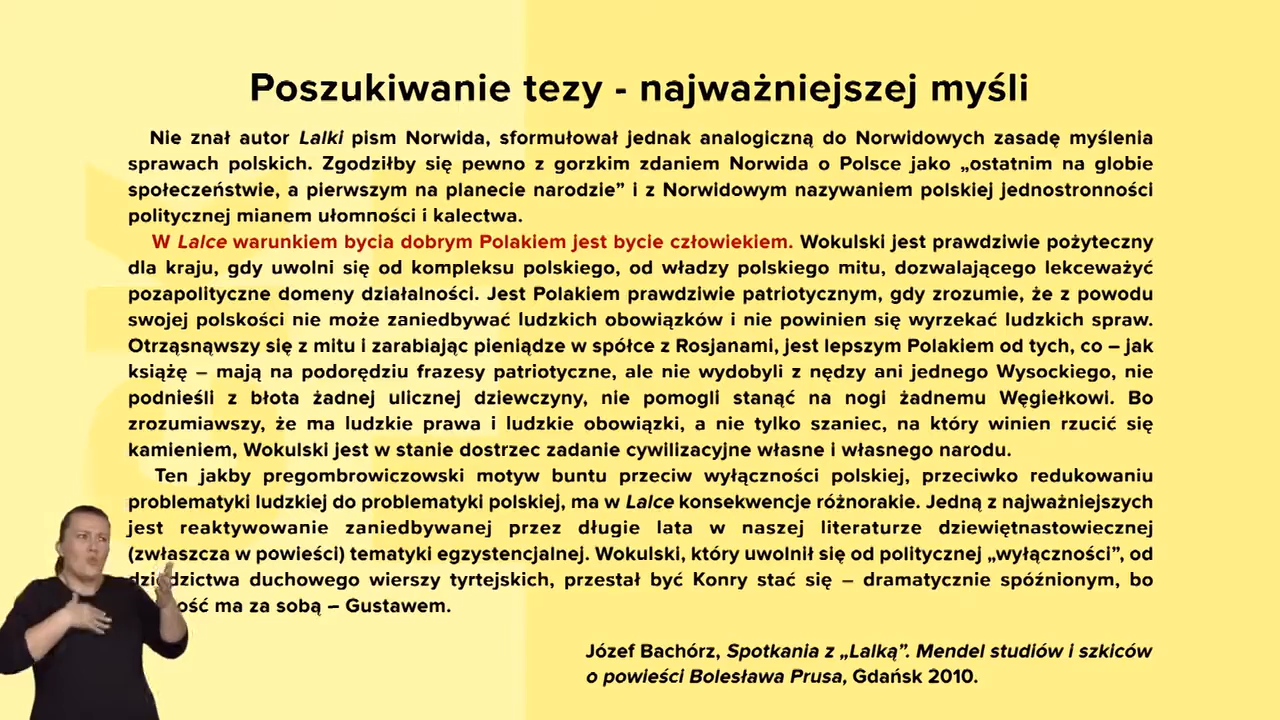 Poszukiwanie tezy - najważniejszej myśli
Nie znał autor Lalki pism Norwida, sformułował jednak analogiczną do Norwidowych zasadę myślenia
sprawach polskich. Zgodziłby się pewno z gorzkim zdaniem Norwida o Polsce jako „ostatnim na globie
społeczeństwie, a pierwszym na planecie narodzie” i z Norwidowym nazywaniem polskiej jednostronności
politycznej mianem ułomności i kalectwa.
W Lalce warunkiem bycia dobrym Polakiem jest bycie człowiekiem. Wokulski jest prawdziwie pożyteczny
dla kraju, gdy uwolni się od kompleksu polskiego, od władzy polskiego mitu, dozwalającego lekceważyć
pozapolityczne domeny działalności. Jest Polakiem prawdziwie patriotycznym, gdy zrozumie, że z powodu
swojej polskości nie może zaniedbywać ludzkich obowiązków i nie powinien się wyrzekać ludzkich spraw.
Otrząsnąwszy się z mitu i zarabiając pieniądze w spółce z Rosjanami, jest lepszym Polakiem od tych, co – jak
książę – mają na podorędziu frazesy patriotyczne, ale nie wydobyli z nędzy ani jednego Wysockiego, nie
podnieśli z błota żadnej ulicznej dziewczyny, nie pomogli stanąć na nogi żadnemu Węgiełkowi. Bo
zrozumiawszy, że ma ludzkie prawa i ludzkie obowiązki, a nie tylko szaniec, na który winien rzucić się
kamieniem, Wokulski jest w stanie dostrzec zadanie cywilizacyjne własne i własnego narodu.
Ten jakby pregombrowiczowski motyw buntu przeciw wyłączności polskiej, przeciwko redukowaniu
problematyki ludzkiej do problematyki polskiej, ma w Lalce konsekwencje różnorakie. Jedną z najważniejszych
jest reaktywowanie zaniedbywanej przez długie lata w naszej literaturze dziewiętnastowiecznej
(zwłaszcza w powieści) tematyki egzystencjalnej. Wokulski, który uwolnił się od politycznej „wyłączności”, od
duchowego wierszy tyrtejskich, przestał być Konry stać się – dramatycznie spóźnionym, bo
ma za sobą – Gustawem.
Józef Bachórz, Spotkania z „Lalką”. Mendel studiów i szkiców
o powieści Bolesława Prusa, Gdańsk 2010.